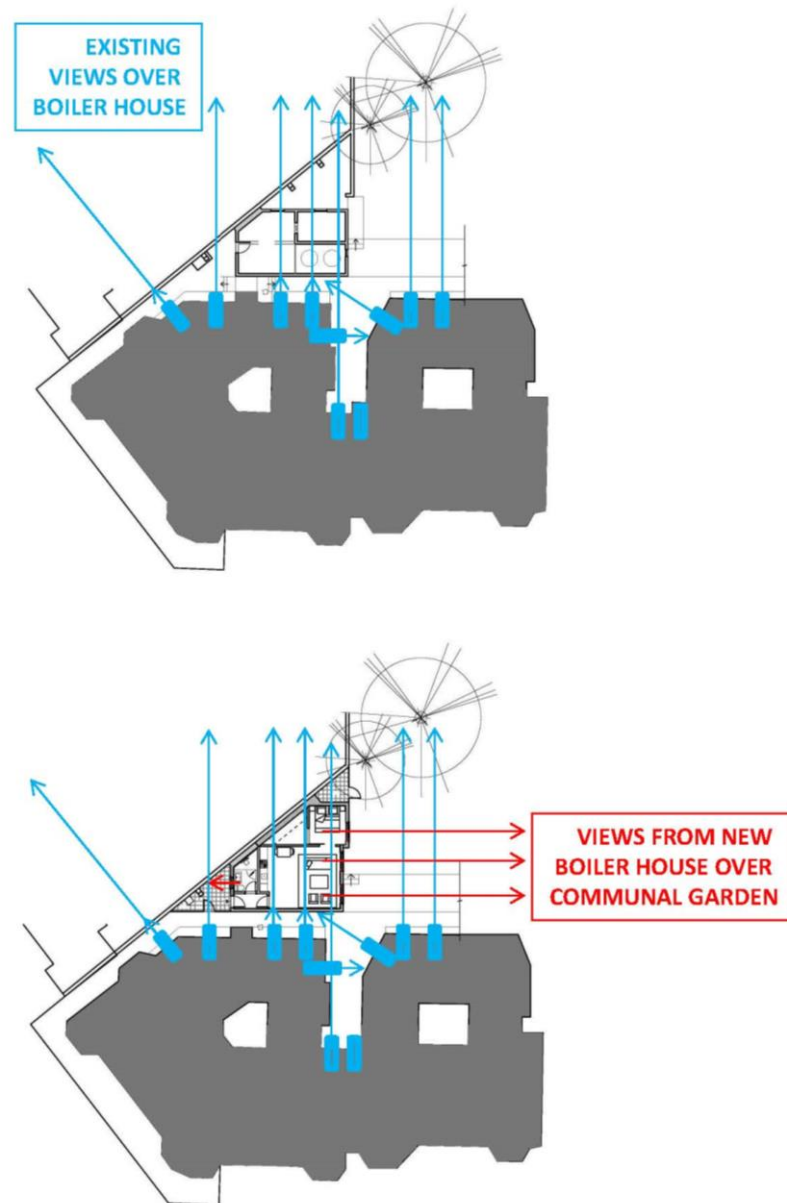 EXISTING
VIEWS OVER
BOILER HOUSE
VIEWS FROM NEW
BOILER HOUSE OVER
COMMUNAL GARDEN